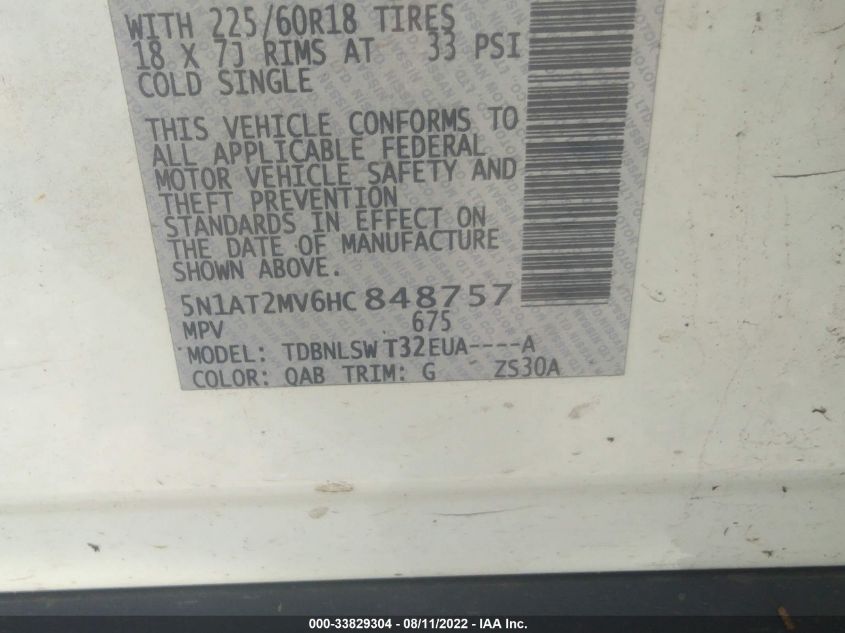 WITH 225/60R18 TIRES
18 X 7J RIMS AT 33 PSI
COLD SINGLE
THIS VEHICLE CONFORMS TO
ALL APPLICABLE FEDERAL
MOTOR VEHICLE SAFETY AND
THEFT PREVENTION
STANDARDS IN EFFECT ON
THE DATE OF MANUFACTURE
SHOWN ABOVE.
5N1AT2MV6HC848757
MPV 675
MODEL: TDBNLSW T32EUA----A
COLOR: QAB TRIM: G ZS30A
000-33829304 - 08/11/2022 - IAA Inc.